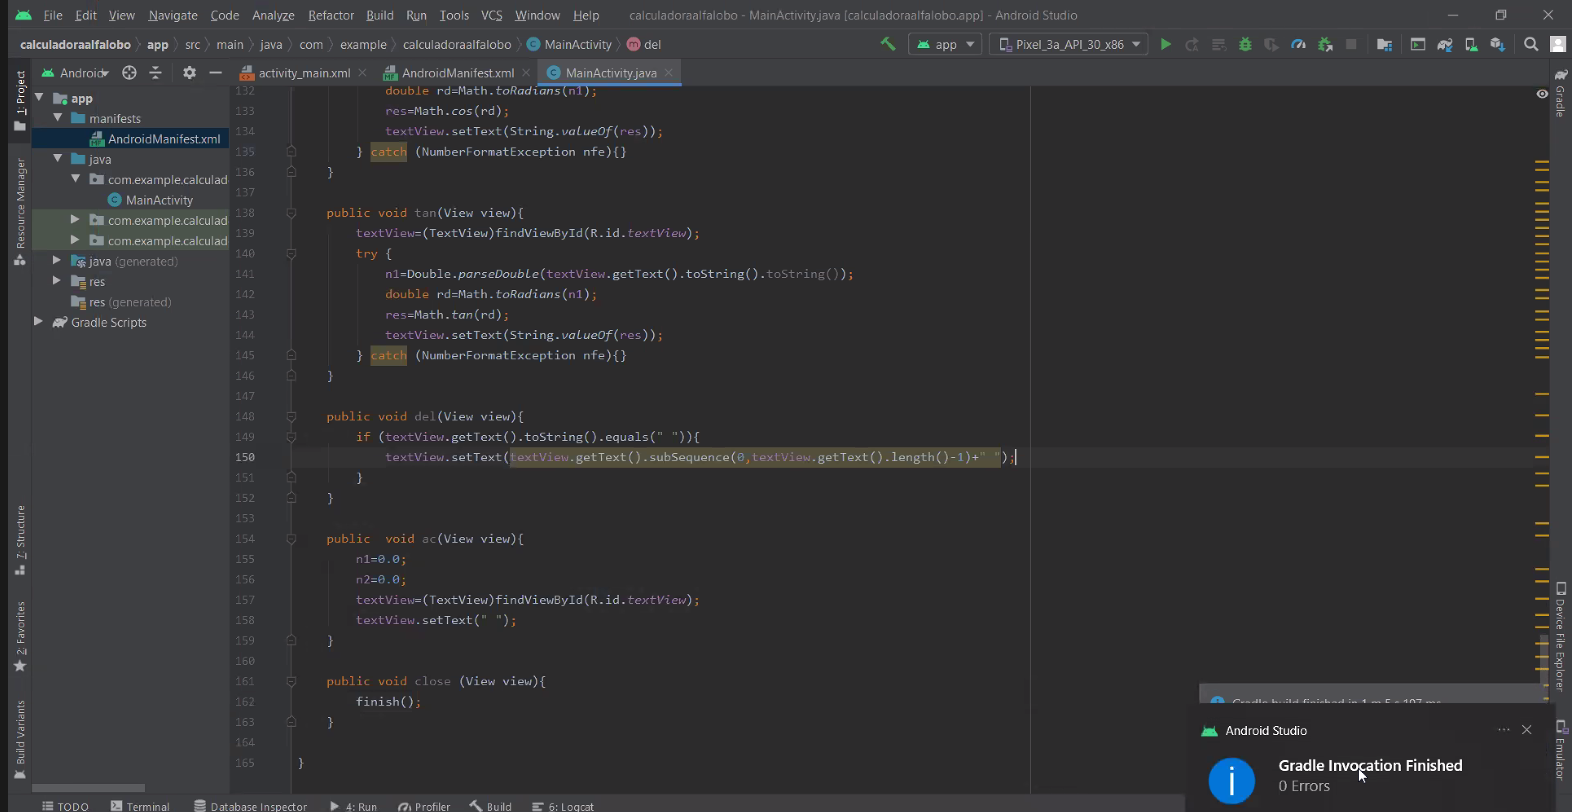 File Edit View Navigate Code Analyze Refactor Build Run Tools VCS Window Help calculadoraalfalobo - MainActivity.java [calculadoraalfalobo.app] - Android Studio
calculadoraalfalobo app src main java com example calculadoraalfalobo MainActivity del app Pixel_3a_API_30_x86
Android activity_main.xml AndroidManifest.xml MainActivity.java
1: Project
Resource Manager
7: Structure
2: Favorites
Build Variants
app
manifests
AndroidManifest.xml
java
com.example.calculad
MainActivity
com.example.calculad
com.example.calculad
java (generated)
res
res (generated)
Gradle Scripts
132 double rd=Math.toRadians(n1);
133 res=Math.cos(rd);
134 textView.setText(String.valueOf(res));
135 } catch (NumberFormatException nfe){}
136 }
137
138 public void tan(View view){
139 textView=(TextView)findViewById(R.id.textView);
140 try {
141 n1=Double.parseDouble(textView.getText().toString().toString());
142 double rd=Math.toRadians(n1);
143 res=Math.tan(rd);
144 textView.setText(String.valueOf(res));
145 } catch (NumberFormatException nfe){}
146 }
147
148 public void del(View view){
149 if (textView.getText().toString().equals(" ")){
150 textView.setText(textView.getText().subSequence(0,textView.getText().length()-1)+" ");
151 }
152 }
153
154 public  void ac(View view){
155 n1=0.0;
156 n2=0.0;
157 textView=(TextView)findViewById(R.id.textView);
158 textView.setText(" ");
159 }
160
161 public void close (View view){
162 finish();
163 }
164
165 }
Gradle
Device File Explorer
Emulator
Gradle build finished in 1 m 5 s 197 ms
Android Studio
Gradle Invocation Finished
0 Errors
TODO Terminal Database Inspector 4: Run Profiler Build 6: Logcat